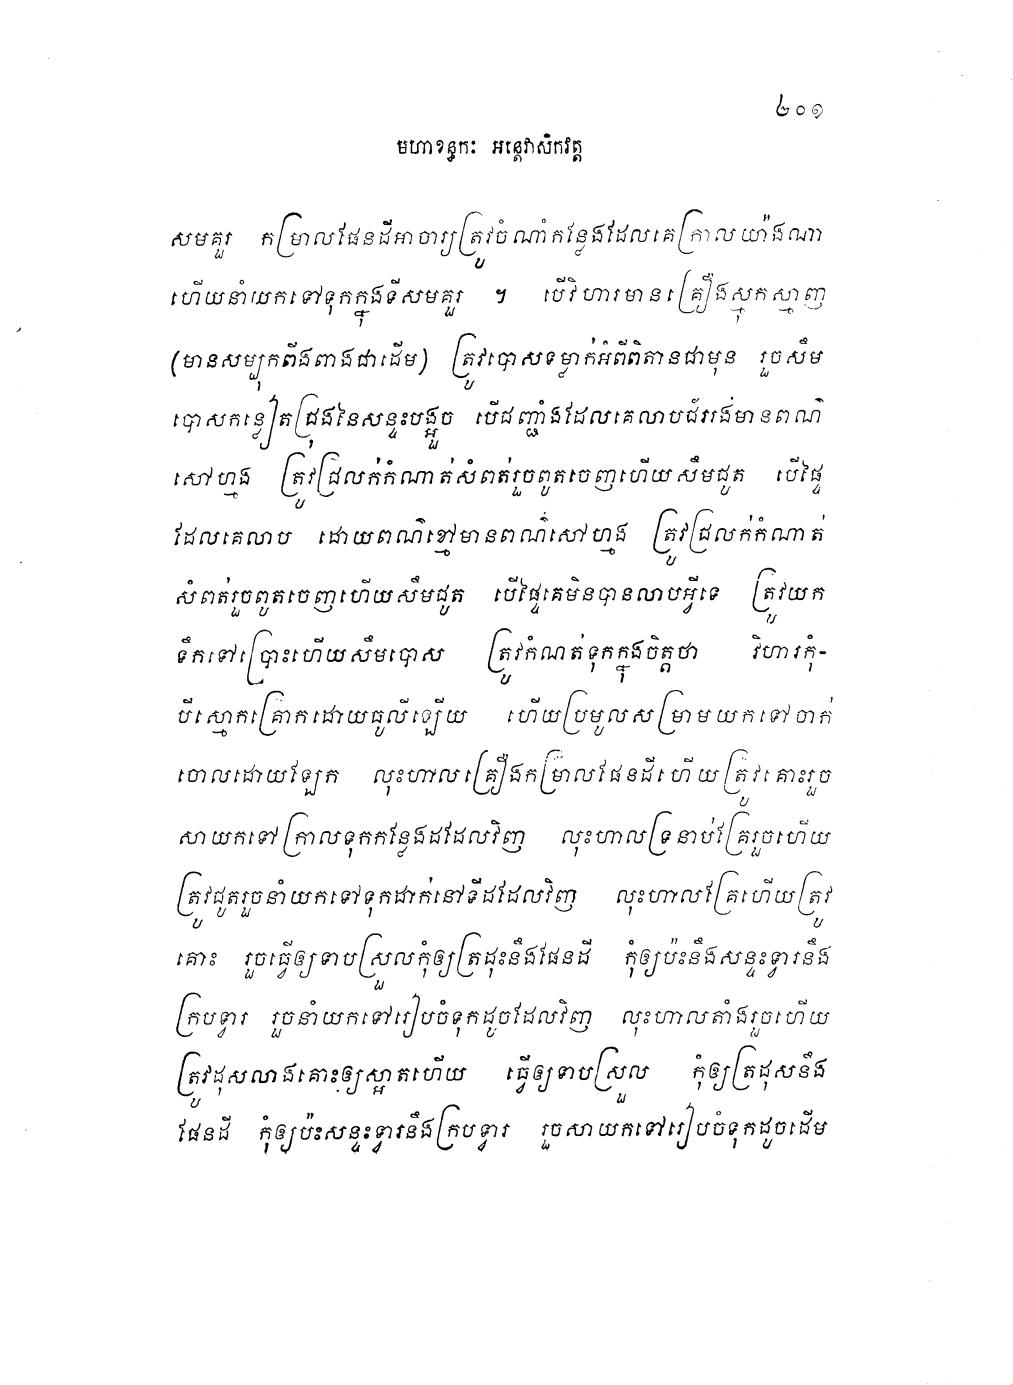 ២០១
មហាខន្ធកៈ អន្តេវាសិកវត្ត
សមគួរ កម្រាលផែនដីអាចារ្យត្រូវចំណាំកន្លែងដែលគេក្រាលយ៉ាងណា
ហើយនាំយកទៅទុកក្នុងទីសមគួរ ។ បើវិហារមានគ្រឿងស្មុកស្មាញ
(មានសម្បុកពីងពាងជាដើម) ត្រូវបោសទម្លាក់អំពីពិតានជាមុន រួចសឹម
បោសកន្លៀតជ្រុងនៃសន្ទះបង្អួច បើជញ្ជាំងដែលគេលាបជ័រវង់មានពណ៌
សៅហ្មង ត្រូវជ្រលក់កំណាត់សំពត់រួចពូតចេញហើយសឹមជូត បើផ្ទៃ
ដែលគេលាប ដោយពណ៌ខ្មៅមានពណ៌សៅហ្មង ត្រូវជ្រលក់កំណាត់
សំពត់រួចពូតចេញហើយសឹមជូត បើផ្ទៃគេមិនបានលាបអ្វីទេ ត្រូវយក
ទឹកទៅប្រោះហើយសឹមបោស ត្រូវកំណត់ទុកក្នុងចិត្តថា វិហារកុំ-
បីស្មោកគ្រោកដោយធូលីឡើយ ហើយប្រមូលសម្រាមយកទៅចាក់
ចោលដោយឡែក លុះហាលគ្រឿងកម្រាលផែនដីហើយត្រូវគោះរួច
សាយកទៅក្រាលទុកកន្លែងដដែលវិញ លុះហាលទ្រនាប់គ្រែរួចហើយ
ត្រូវជូតរួចនាំយកទៅទុកដាក់នៅទីដដែលវិញ លុះហាលគ្រែហើយត្រូវ
គោះ រួចធ្វើឲ្យទាបស្រួលកុំឲ្យត្រដុះនឹងផែនដី កុំឲ្យប៉ះនឹងសន្ទះទ្វារនឹង
ក្របទ្វារ រួចនាំយកទៅរៀបចំទុកដូចដែលវិញ លុះហាលតាំងរួចហើយ
ត្រូវដុសលាងគោះឲ្យស្អាតហើយ ធ្វើឲ្យទាបស្រួល កុំឲ្យត្រដុសនឹង
ផែនដី កុំឲ្យប៉ះសន្ទះទ្វារនឹងក្របទ្វារ រួចសាយកទៅរៀបចំទុកដូចដើម